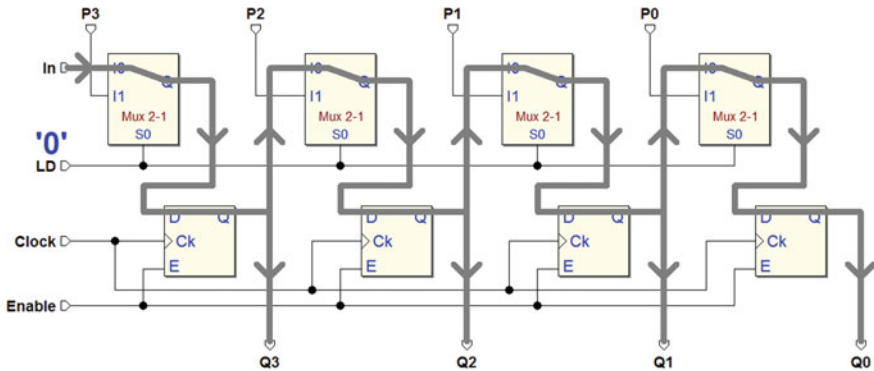 P3 P2 P1 P0
In I0 Q I0 Q I0 Q I0 Q
I1 I1 I1 I1
Mux 2-1 Mux 2-1 Mux 2-1 Mux 2-1
S0 S0 S0 S0
'0'
LD
D Q D Q D Q D Q
Clock Ck Ck Ck Ck
E E E E
Enable
Q3 Q2 Q1 Q0